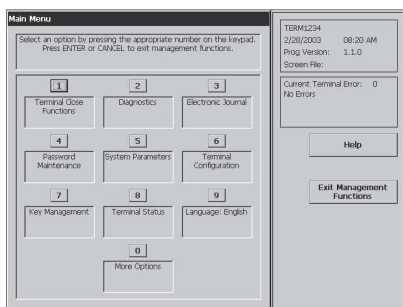 Main Menu
Select an option by pressing the appropriate number on the keypad.
Press ENTER or CANCEL to exit management functions.
1
Terminal Close
Functions
2
Diagnostics
3
Electronic Journal
4
Password
Maintenance
5
System Parameters
6
Terminal
Configuration
7
Key Management
8
Terminal Status
9
Language: English
0
More Options
TERM1234
2/28/2003 08:20 AM
Prog Version: 1.1.0
Screen File:
Current Terminal Error: 0
No Errors
Help
Exit Management
Functions